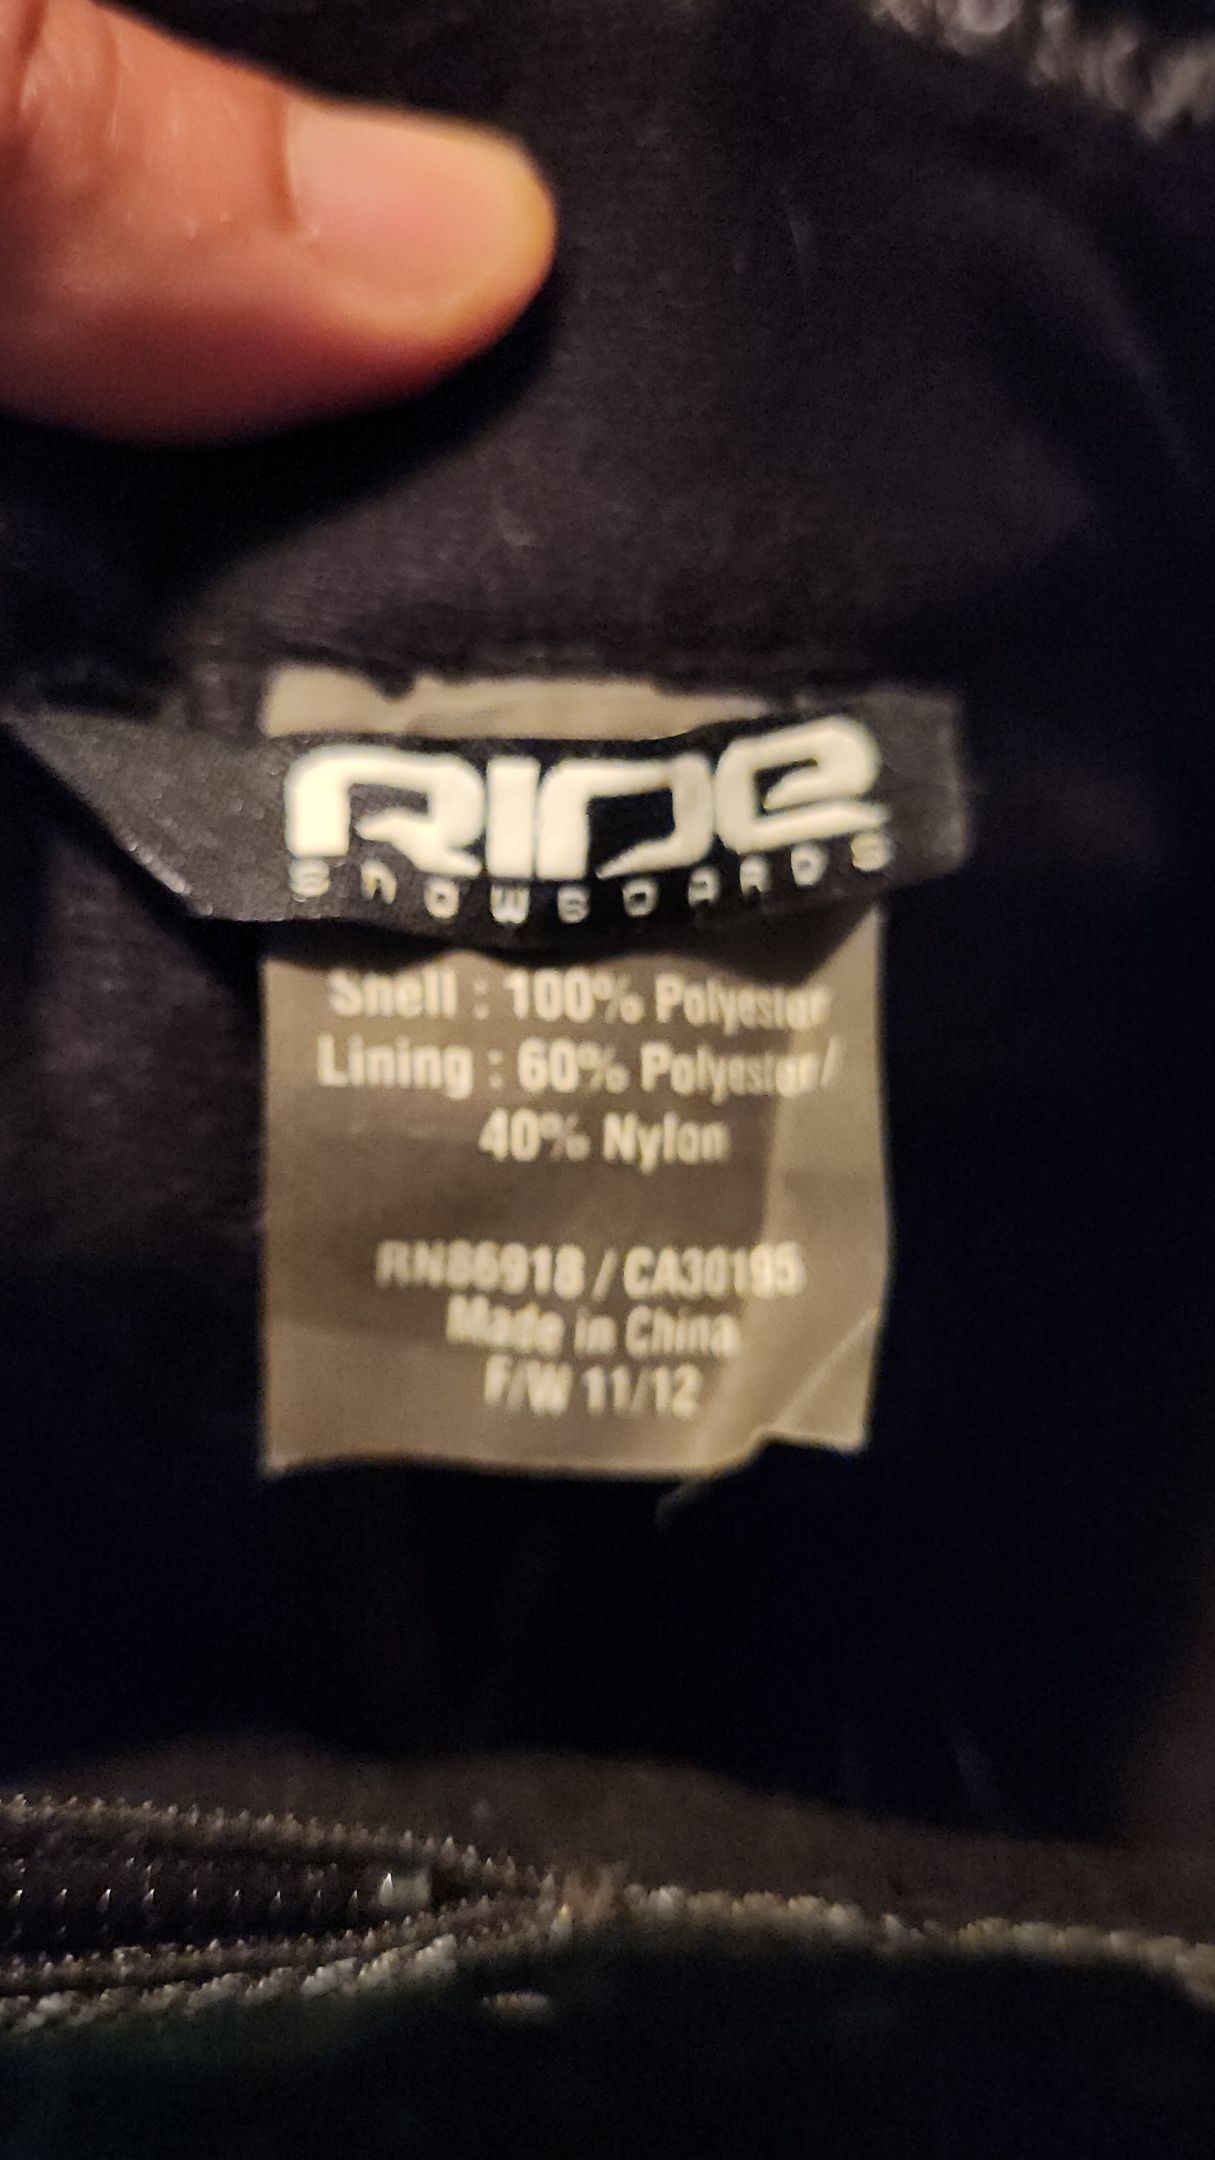 RIDE
SNOWBOARDS
Shell : 100% Polyester
Lining : 60% Polyester/
40% Nylon
RN86918 / CA30195
Made in China
F/W 11/12